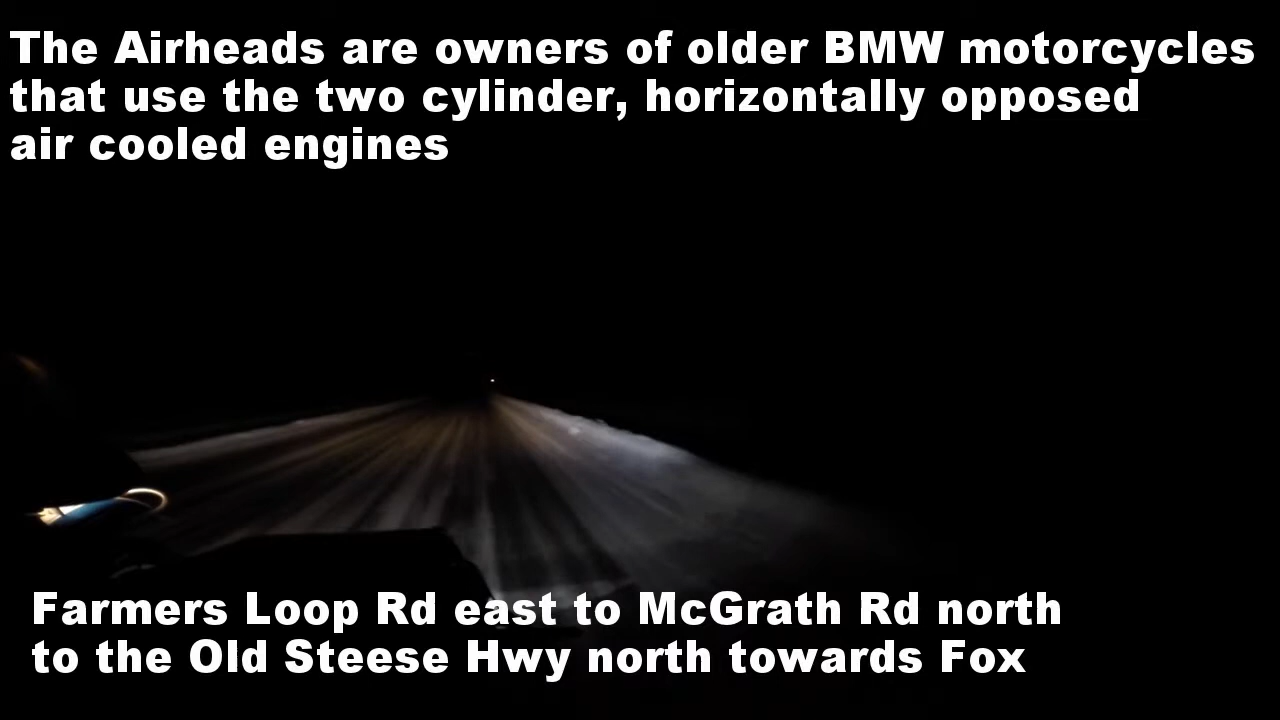 The Airheads are owners of older BMW motorcycles
that use the two cylinder, horizontally opposed
air cooled engines
Farmers Loop Rd east to McGrath Rd north
to the Old Steese Hwy north towards Fox